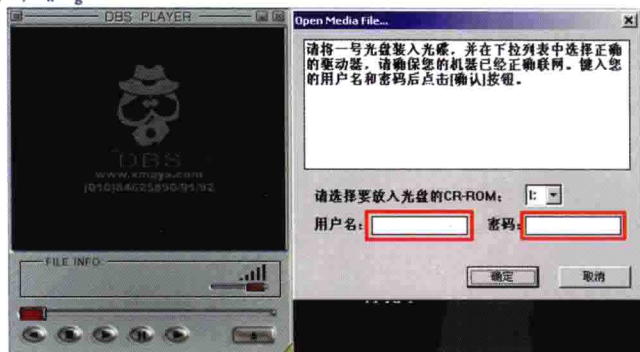 DBS PLAYER
DBS
www.xmaya.com
(010)84625890/91/92
FILE INFO
Open Media File...
请将一号光盘装入光碟，并在下拉列表中选择正确
的驱动器，请确保您的机器已经正确联网。键入您
的用户名和密码后点击[确认]按钮。
请选择要放入光盘的CR-ROM： I:
用户名： 密码：
确定 取消